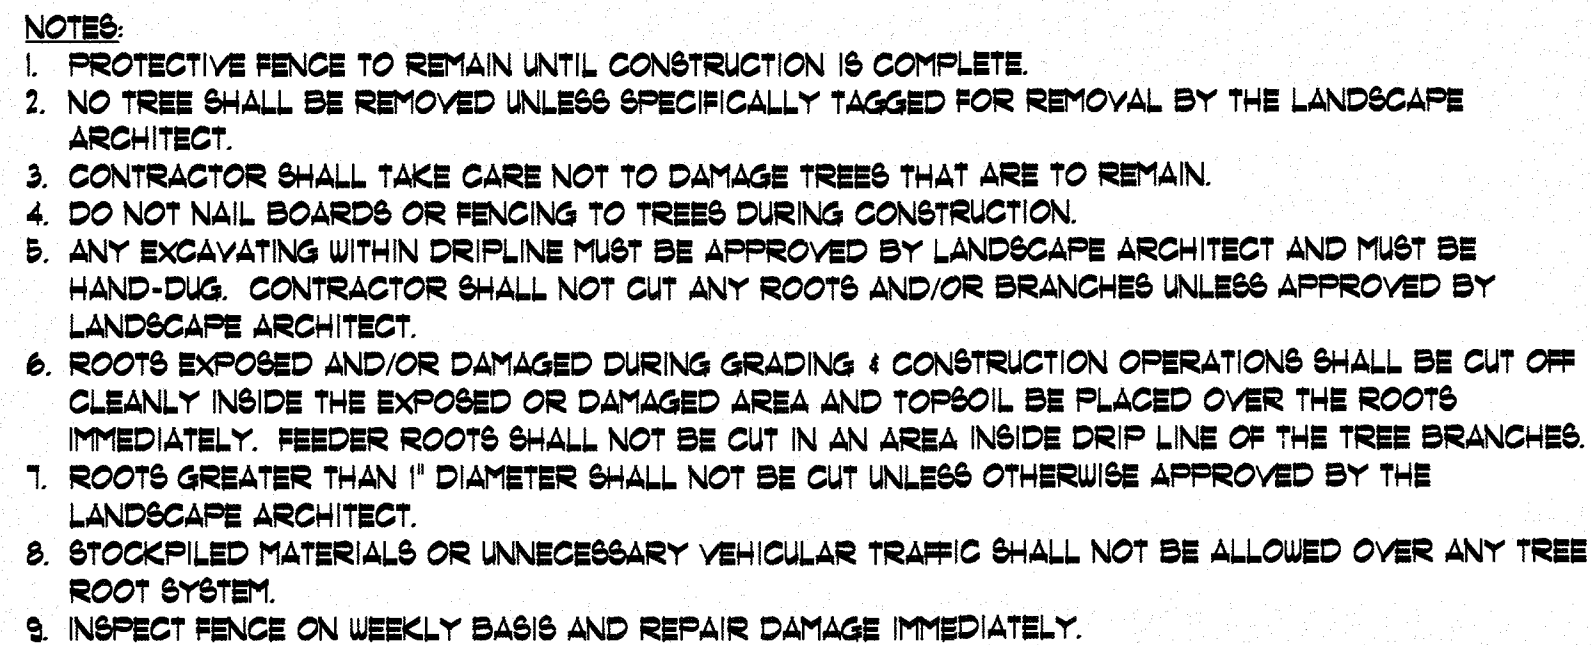 NOTES:
1. PROTECTIVE FENCE TO REMAIN UNTIL CONSTRUCTION IS COMPLETE.
2. NO TREE SHALL BE REMOVED UNLESS SPECIFICALLY TAGGED FOR REMOVAL BY THE LANDSCAPE
ARCHITECT.
3. CONTRACTOR SHALL TAKE CARE NOT TO DAMAGE TREES THAT ARE TO REMAIN.
4. DO NOT NAIL BOARDS OR FENCING TO TREES DURING CONSTRUCTION.
5. ANY EXCAVATING WITHIN DRIPLINE MUST BE APPROVED BY LANDSCAPE ARCHITECT AND MUST BE
HAND-DUG. CONTRACTOR SHALL NOT CUT ANY ROOTS AND/OR BRANCHES UNLESS APPROVED BY
LANDSCAPE ARCHITECT.
6. ROOTS EXPOSED AND/OR DAMAGED DURING GRADING & CONSTRUCTION OPERATIONS SHALL BE CUT OFF
CLEANLY INSIDE THE EXPOSED OR DAMAGED AREA AND TOPSOIL BE PLACED OVER THE ROOTS
IMMEDIATELY. FEEDER ROOTS SHALL NOT BE CUT IN AN AREA INSIDE DRIP LINE OF THE TREE BRANCHES.
7. ROOTS GREATER THAN 1" DIAMETER SHALL NOT BE CUT UNLESS OTHERWISE APPROVED BY THE
LANDSCAPE ARCHITECT.
8. STOCKPILED MATERIALS OR UNNECESSARY VEHICULAR TRAFFIC SHALL NOT BE ALLOWED OVER ANY TREE
ROOT SYSTEM.
9. INSPECT FENCE ON WEEKLY BASIS AND REPAIR DAMAGE IMMEDIATELY.